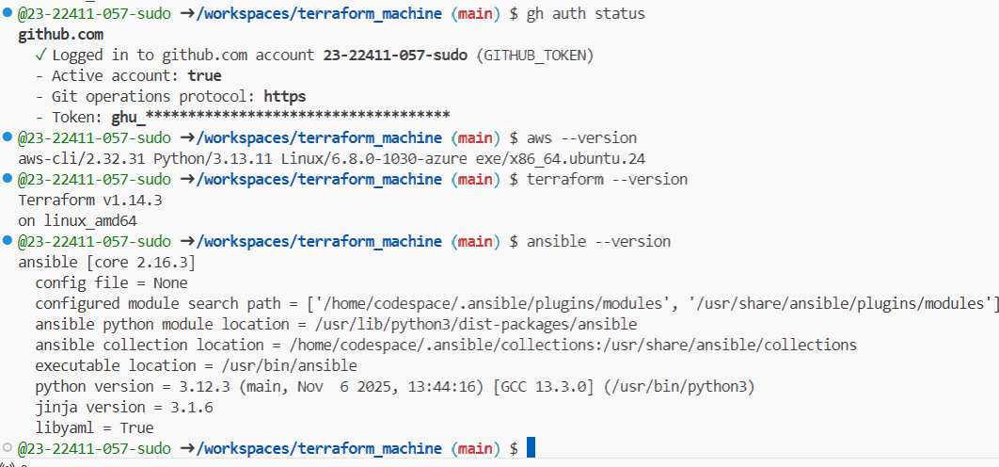 @23-22411-057-sudo ➜/workspaces/terraform_machine (main) $ gh auth status
github.com
✓ Logged in to github.com account 23-22411-057-sudo (GITHUB_TOKEN)
- Active account: true
- Git operations protocol: https
- Token: ghu_************************************
@23-22411-057-sudo ➜/workspaces/terraform_machine (main) $ aws --version
aws-cli/2.32.31 Python/3.13.11 Linux/6.8.0-1030-azure exe/x86_64.ubuntu.24
@23-22411-057-sudo ➜/workspaces/terraform_machine (main) $ terraform --version
Terraform v1.14.3
on linux_amd64
@23-22411-057-sudo ➜/workspaces/terraform_machine (main) $ ansible --version
ansible [core 2.16.3]
config file = None
configured module search path = ['/home/codespace/.ansible/plugins/modules', '/usr/share/ansible/plugins/modules']
ansible python module location = /usr/lib/python3/dist-packages/ansible
ansible collection location = /home/codespace/.ansible/collections:/usr/share/ansible/collections
executable location = /usr/bin/ansible
python version = 3.12.3 (main, Nov  6 2025, 13:44:16) [GCC 13.3.0] (/usr/bin/python3)
jinja version = 3.1.6
libyaml = True
@23-22411-057-sudo ➜/workspaces/terraform_machine (main) $